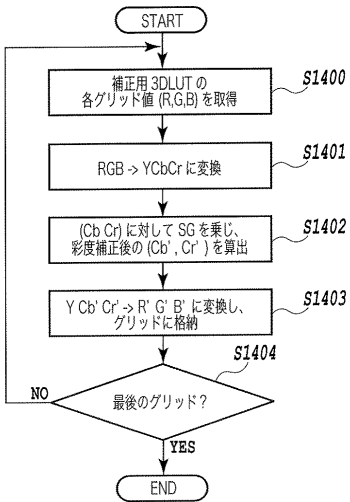 START
補正用 3DLUT の
各グリッド値 (R,G,B) を取得
S1400
RGB -> YCbCr に変換
S1401
(Cb Cr) に対して SG を乗じ、
彩度補正後の (Cb' , Cr' ) を算出
S1402
Y Cb' Cr' -> R' G' B' に変換し、
グリッドに格納
S1403
S1404
最後のグリッド?
NO
YES
END